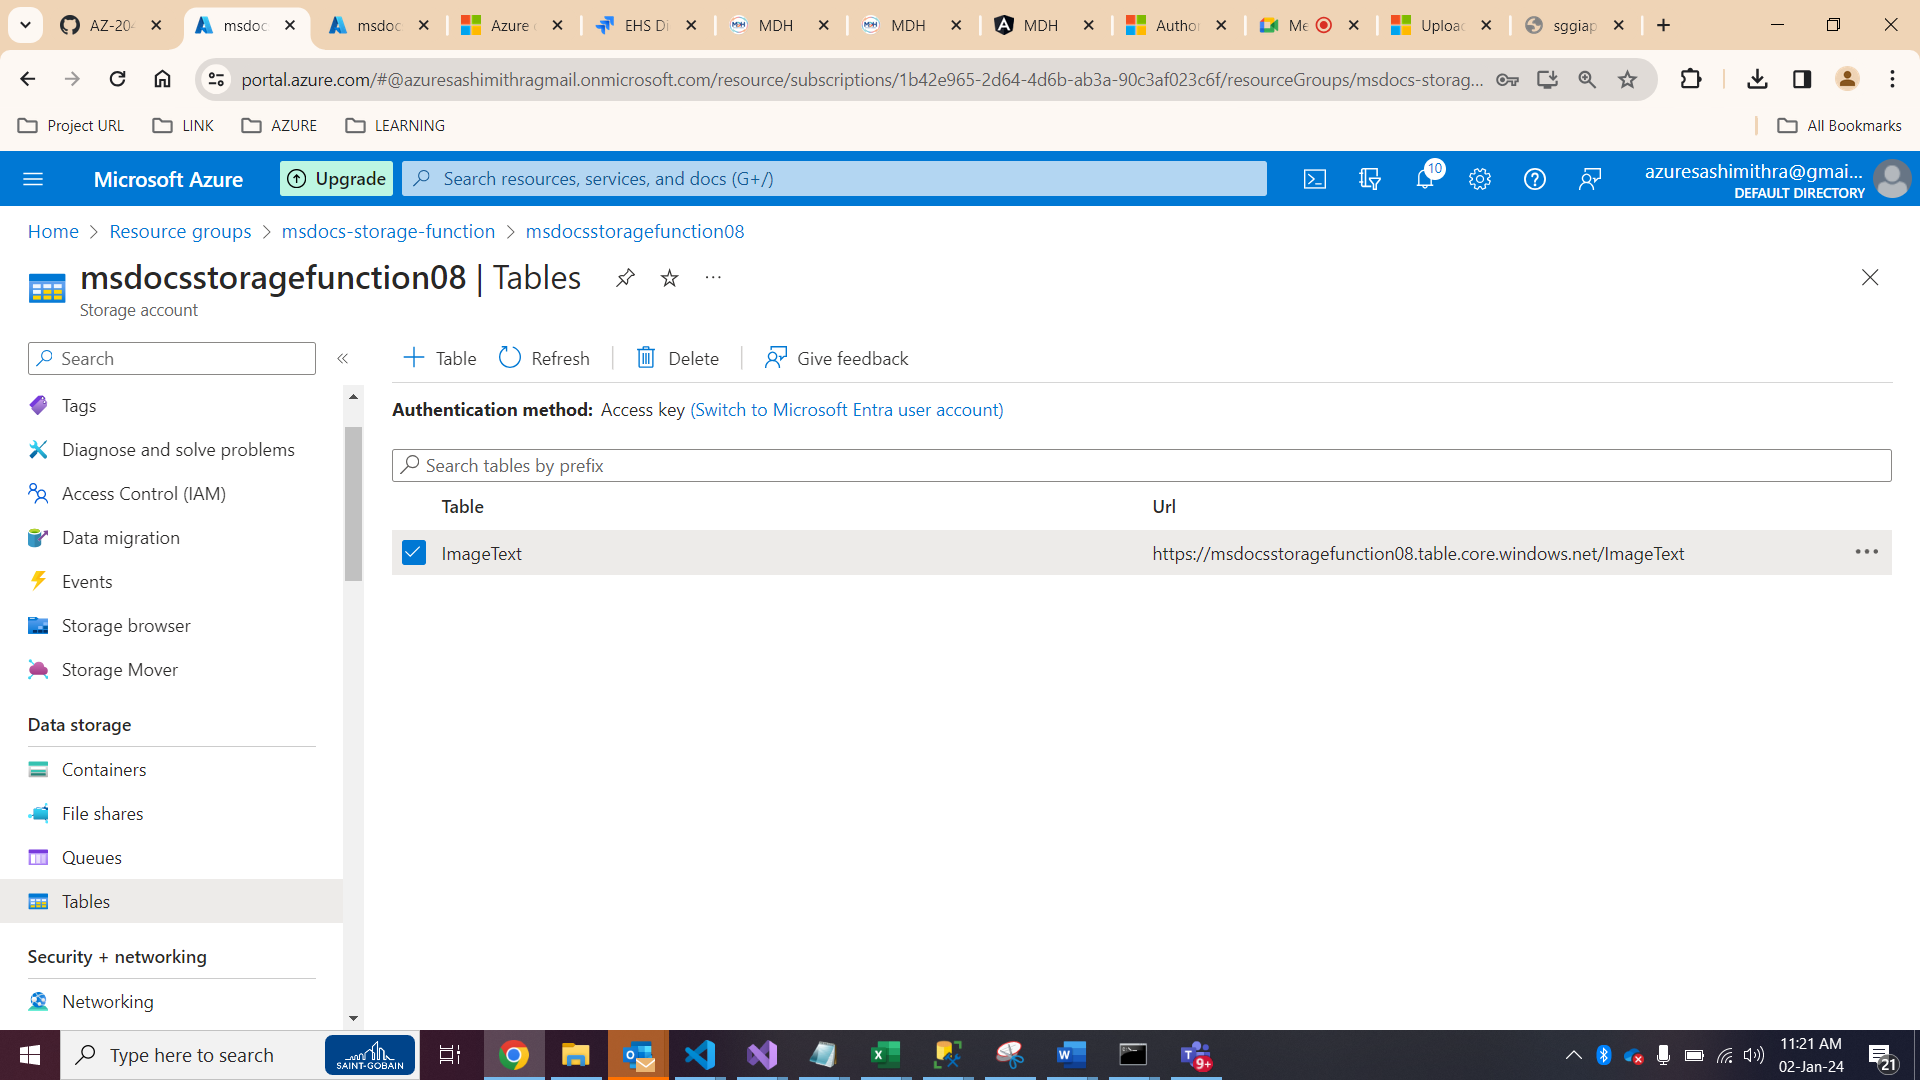 AZ-204
msdoc
msdoc
Azure
EHS Di
MDH
MDH
MDH
Autho
Me
Uploa
sggiap
portal.azure.com/#@azuresashimithragmail.onmicrosoft.com/resource/subscriptions/1b42e965-2d64-4d6b-ab3a-90c3af023c6f/resourceGroups/msdocs-storag...
Project URL
LINK
AZURE
LEARNING
All Bookmarks
Microsoft Azure
Upgrade
Search resources, services, and docs (G+/)
10
azuresashimithra@gmai...
DEFAULT DIRECTORY
Home > Resource groups > msdocs-storage-function > msdocsstoragefunction08
msdocsstoragefunction08 | Tables
Storage account
Search
Table
Refresh
Delete
Give feedback
Tags
Diagnose and solve problems
Access Control (IAM)
Data migration
Events
Storage browser
Storage Mover
Data storage
Containers
File shares
Queues
Tables
Security + networking
Networking
Authentication method: Access key (Switch to Microsoft Entra user account)
Search tables by prefix
Table Url
ImageText https://msdocsstoragefunction08.table.core.windows.net/ImageText
Type here to search
SAINT-GOBAIN
9+
11:21 AM
02-Jan-24
21